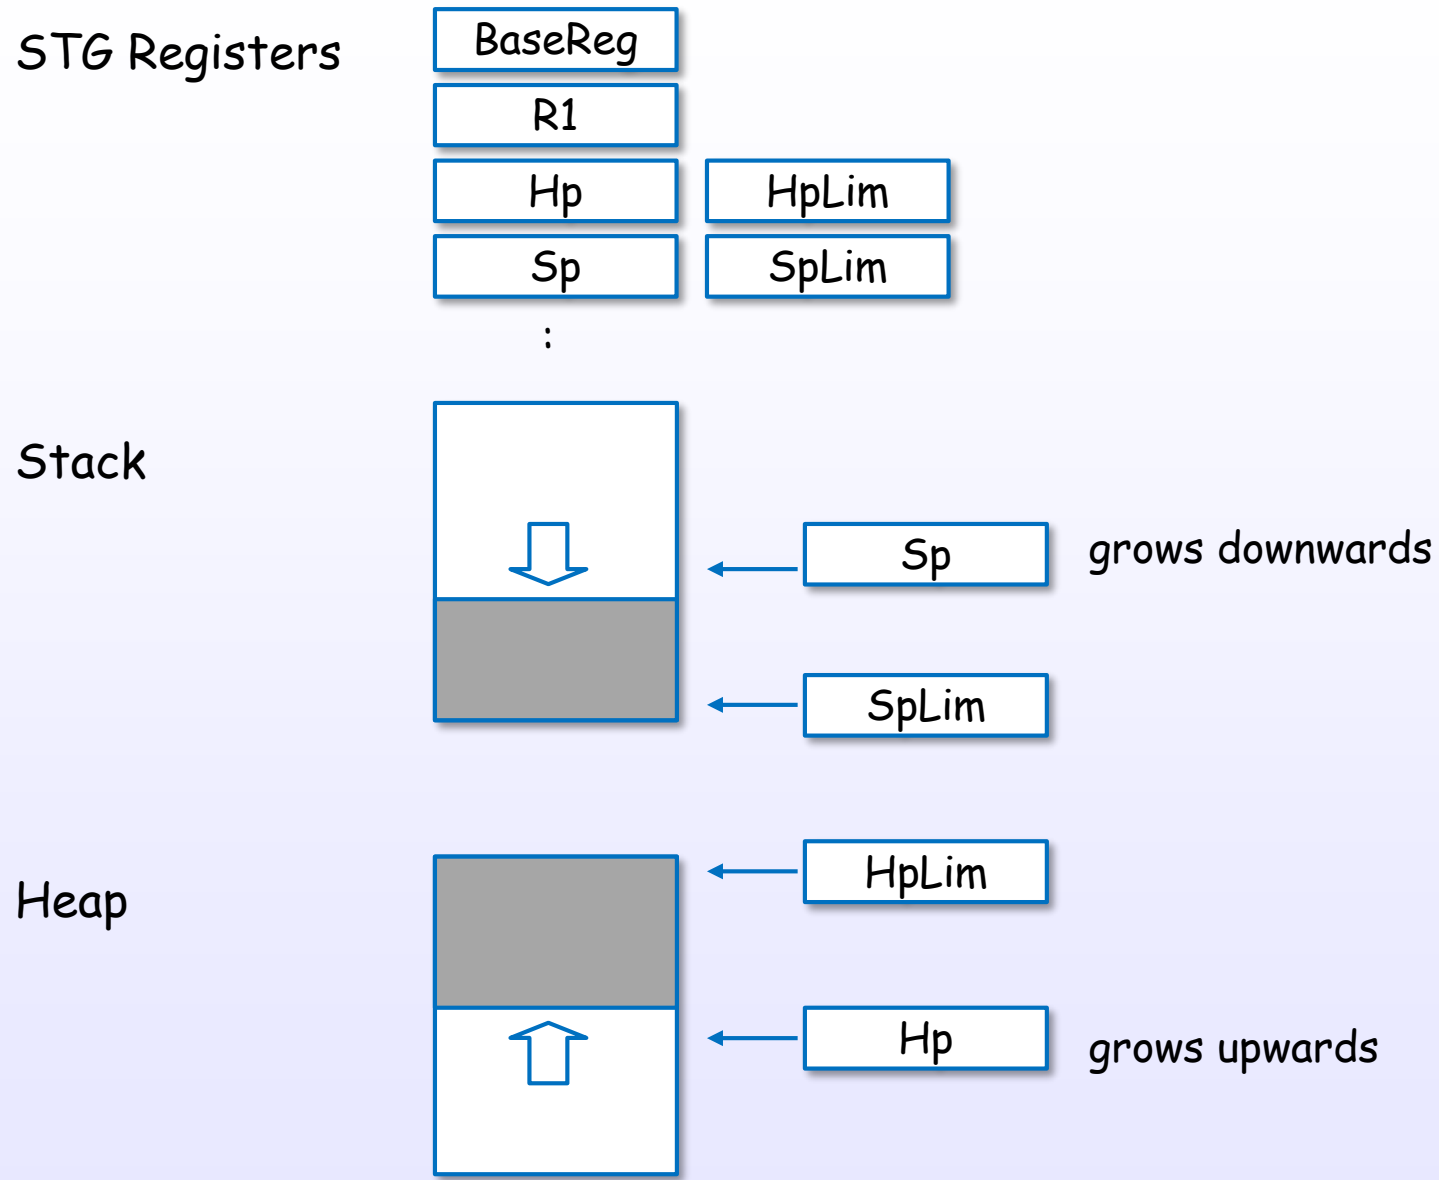 STG Registers
BaseReg
R1
Hp
HpLim
Sp
SpLim
:
Stack
Sp
grows downwards
SpLim
Heap
HpLim
Hp
grows upwards